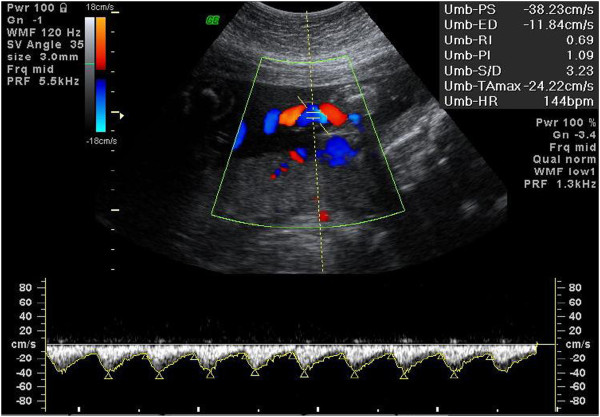 Pwr 100
Gn -1
WMF 120 Hz
SV Angle 35
size 3.0mm
Frq mid
PRF 5.5kHz
18cm/s
-18cm/s
Umb-PS -38.23cm/s
Umb-ED -11.84cm/s
Umb-RI 0.69
Umb-PI 1.09
Umb-S/D 3.23
Umb-TAmax -24.22cm/s
Umb-HR 144bpm
Pwr 100 %
Gn -3.4
Frq mid
Qual norm
WMF low1
PRF 1.3kHz
80 80
60 60
40 40
20 20
cm/s cm/s
-20 -20
-40 -40
-60 -60
-80 -80